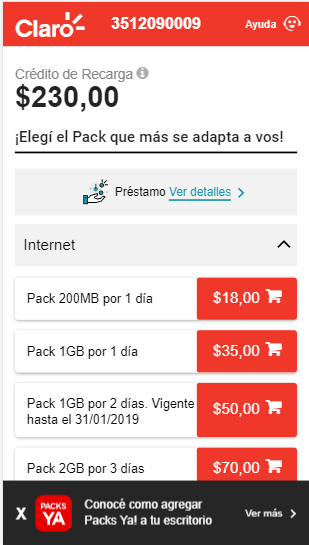 Claro 3512090009 Ayuda
Crédito de Recarga
$230,00
¡Elegí el Pack que más se adapta a vos!
Préstamo Ver detalles
Internet
Pack 200MB por 1 día $18,00
Pack 1GB por 1 día $35,00
Pack 1GB por 2 días. Vigente
hasta el 31/01/2019 $50,00
Pack 2GB por 3 días $70,00
X PACKS YA Conocé como agregar
Packs Ya! a tu escritorio Ver más